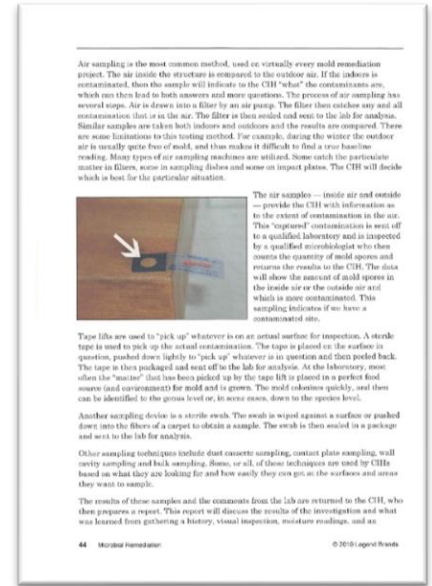 Air sampling is the most common method, used on virtually every mold remediation
project. The air inside the structure is compared to the outdoor air. If the indoors is
contaminated, then the sample will indicate to the CIH "what" the contaminants are,
which can then lead to both answers and more questions. The process of air sampling has
several steps. Air is drawn into a filter by an air pump. The filter then catches any and all
contamination that is in the air. The filter is then sealed and sent to the lab for analysis.
Similar samples are taken both indoors and outdoors and the results are compared. There
are some limitations to this testing method. For example, during the winter the outdoor
air is usually quite free of mold, and thus makes it difficult to find a true baseline
reading. Many types of air sampling machines are utilized. Some catch the particulate
matter in filters, some in sampling dishes and some on impact plates. The CIH will decide
which is best for the particular situation.
The air samples — inside air and outside
— provide the CIH with information as
to the extent of contamination in the air.
This "captured" contamination is sent off
to a qualified laboratory and is inspected
by a qualified microbiologist who then
counts the quantity of mold spores and
returns the results to the CIH. The data
will show the amount of mold spores in
the inside air or the outside air and
which is more contaminated. This
sampling indicates if we have a
contaminated site.
Tape lifts are used to "pick up" whatever is on an actual surface for inspection. A sterile
tape is used to pick up the actual contamination. The tape is placed on the surface in
question, pushed down lightly to "pick up" whatever is in question and then peeled back.
The tape is then packaged and sent off to the lab for analysis. At the laboratory, most
often the "matter" that has been picked up by the tape lift is placed in a perfect food
source (and environment) for mold and is grown. The mold colonizes quickly, and then
can be identified to the genus level or, in some cases, down to the species level.
Another sampling device is a sterile swab. The swab is wiped against a surface or pushed
down into the fibers of a carpet to obtain a sample. The swab is then sealed in a package
and sent to the lab for analysis.
Other sampling techniques include dust cassette sampling, contact plate sampling, wall
cavity sampling and bulk sampling. Some, or all, of these techniques are used by CIHs
based on what they are looking for and how easily they can get at the surfaces and areas
they want to sample.
The results of these samples and the comments from the lab are returned to the CIH, who
then prepares a report. This report will discuss the results of the investigation and what
was learned from gathering a history, visual inspection, moisture readings, and an
44 Microbial Remediation © 2010 Legend Brands